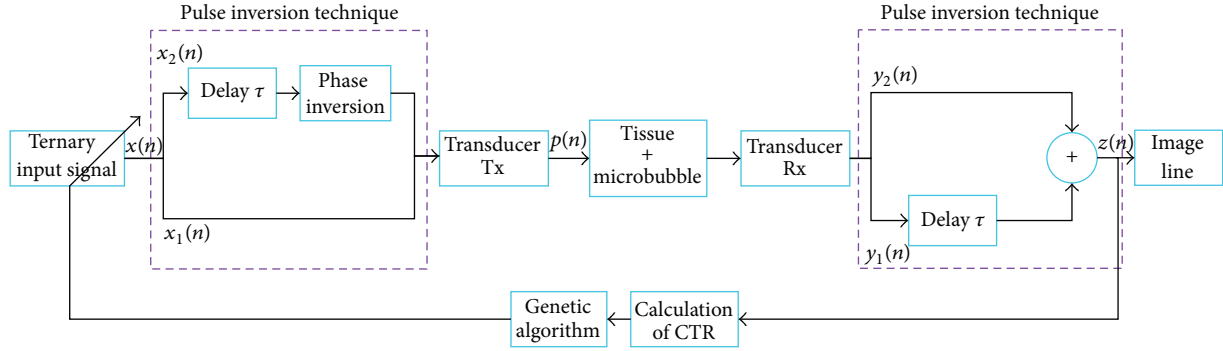 Pulse inversion technique
Pulse inversion technique
x₂(n)
Delay τ
Phase
inversion
Ternary
input signal
x(n)
x₁(n)
Transducer
Tx
p(n)
Tissue
+
microbubble
Transducer
Rx
y₂(n)
+
Delay τ
y₁(n)
z(n)
Image
line
Genetic
algorithm
Calculation
of CTR